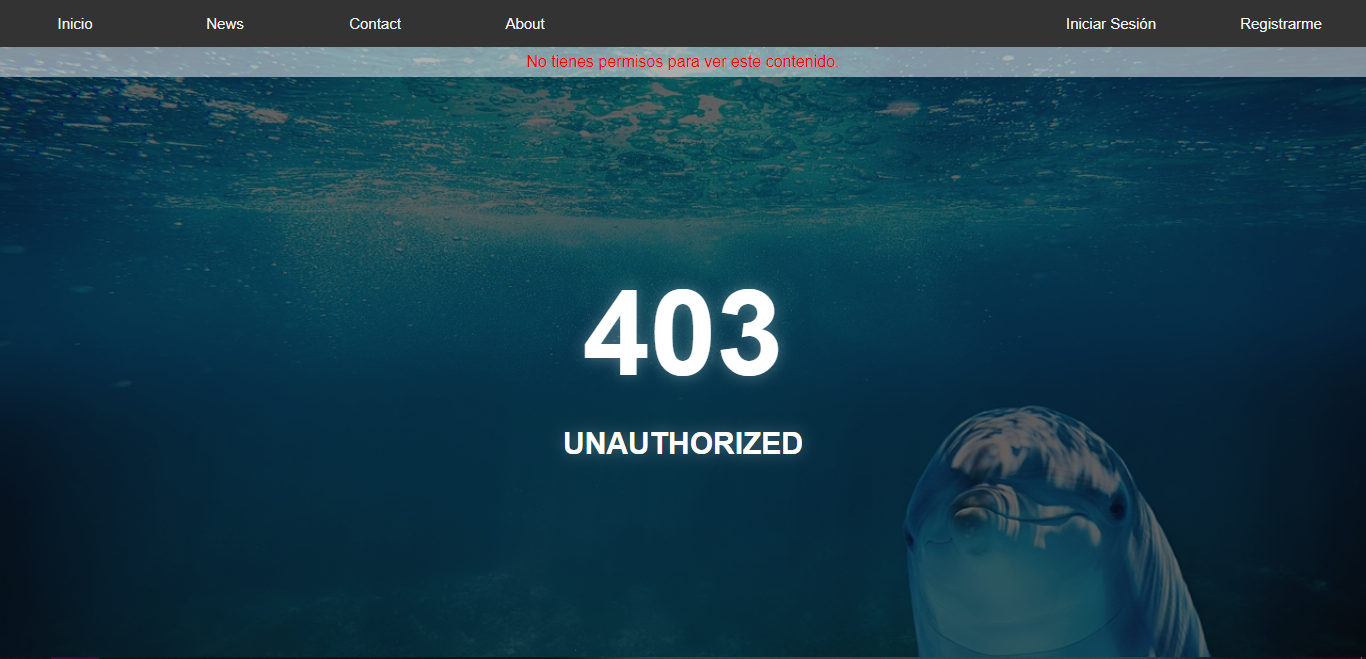 Inicio News Contact About Iniciar Sesión Registrarme
No tienes permisos para ver este contenido.
403
UNAUTHORIZED